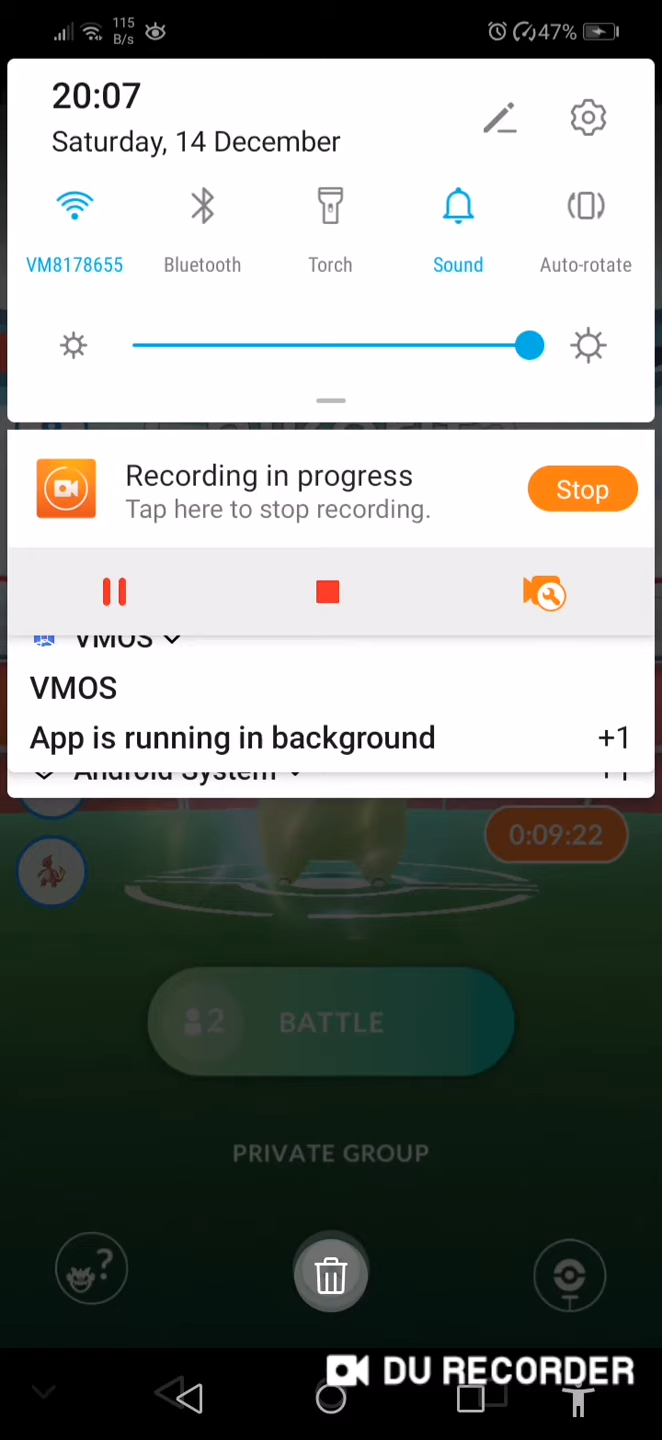 115
B/s
47%
20:07
Saturday, 14 December
VM8178655
Bluetooth
Torch
Sound
Auto-rotate
Recording in progress
Tap here to stop recording.
Stop
VMOS
VMOS
App is running in background
+1
Android System
+1
0:09:22
2
BATTLE
PRIVATE GROUP
?
DU RECORDER